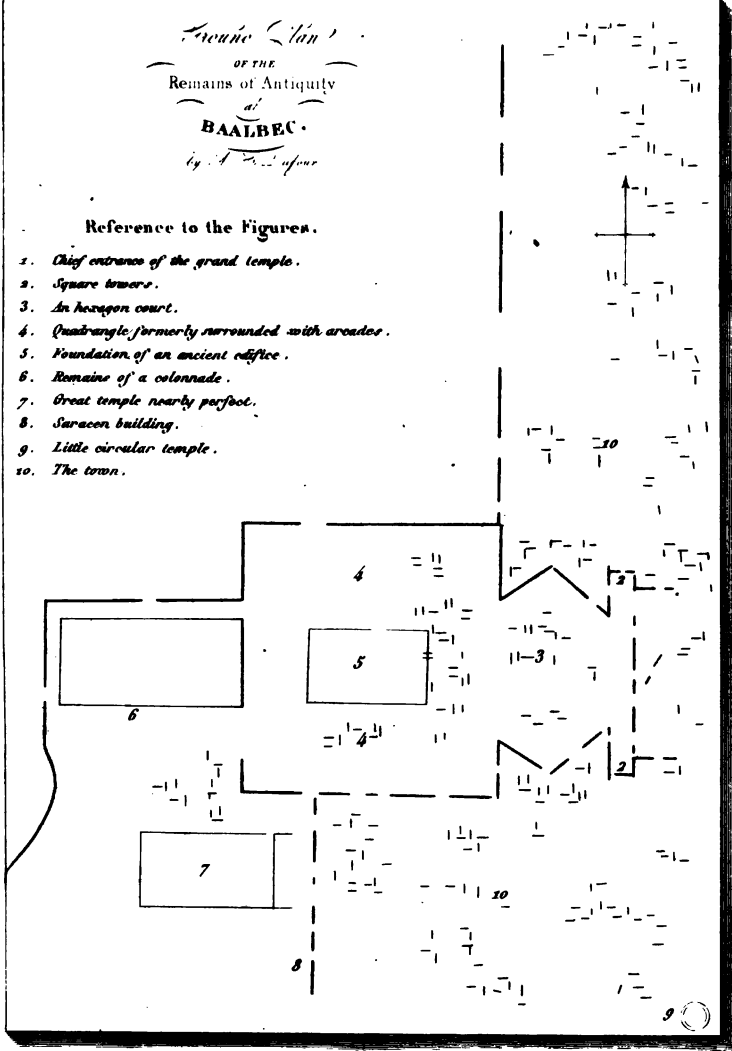 Ground Plan
OF THE
Remains of Antiquity
at
BAALBEC.
by
Reference to the Figures.
1. Chief entrance of the grand temple.
2. Square towers.
3. An hexagon court.
4. Quadrangle formerly surrounded with arcades.
5. Foundation of an ancient edifice.
6. Remains of a colonnade.
7. Great temple nearly perfect.
8. Saracen building.
9. Little circular temple.
10. The town.
10
4
2
5
3
6
4
2
7
10
8
9